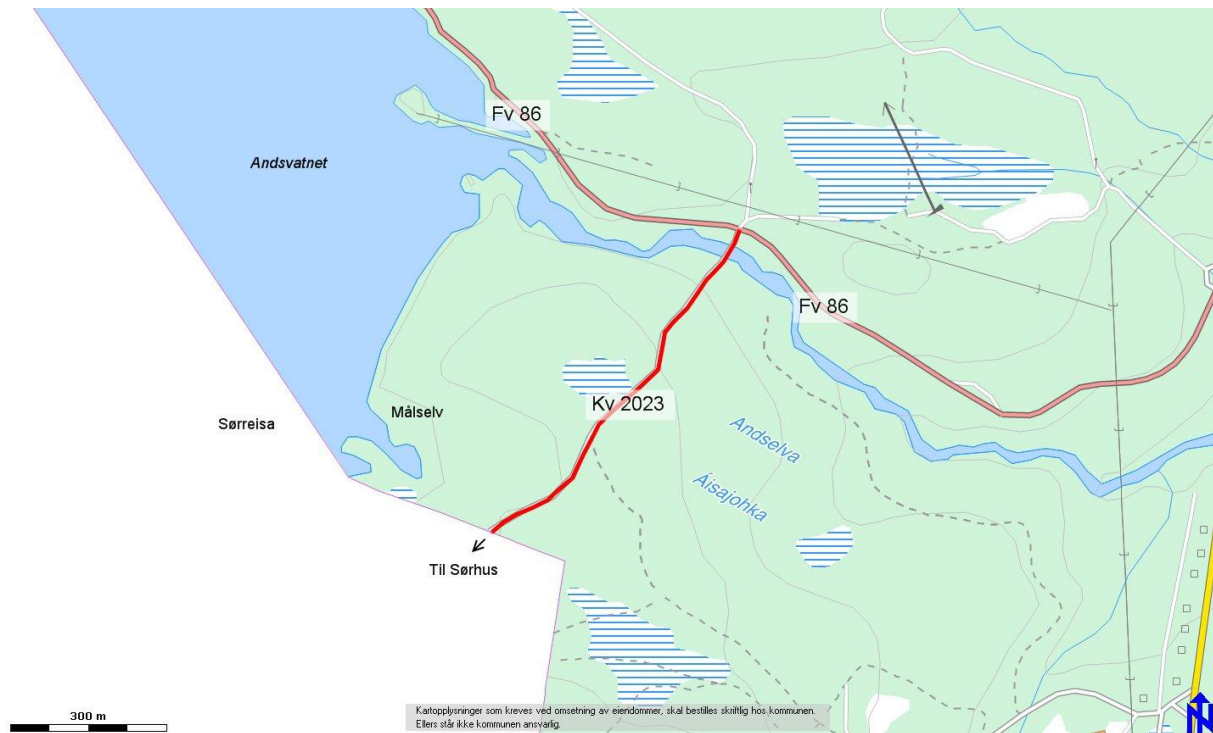 Fv 86
Andsvatnet
Fv 86
Kv 2023
Målselv
Sørreisa
Andselva
Áisajohka
Til Sørhus
300 m
Kartopplysninger som kreves ved omsetning av eiendommer, skal bestilles skriftlig hos kommunen.
Ellers står ikke kommunen ansvarlig.
N